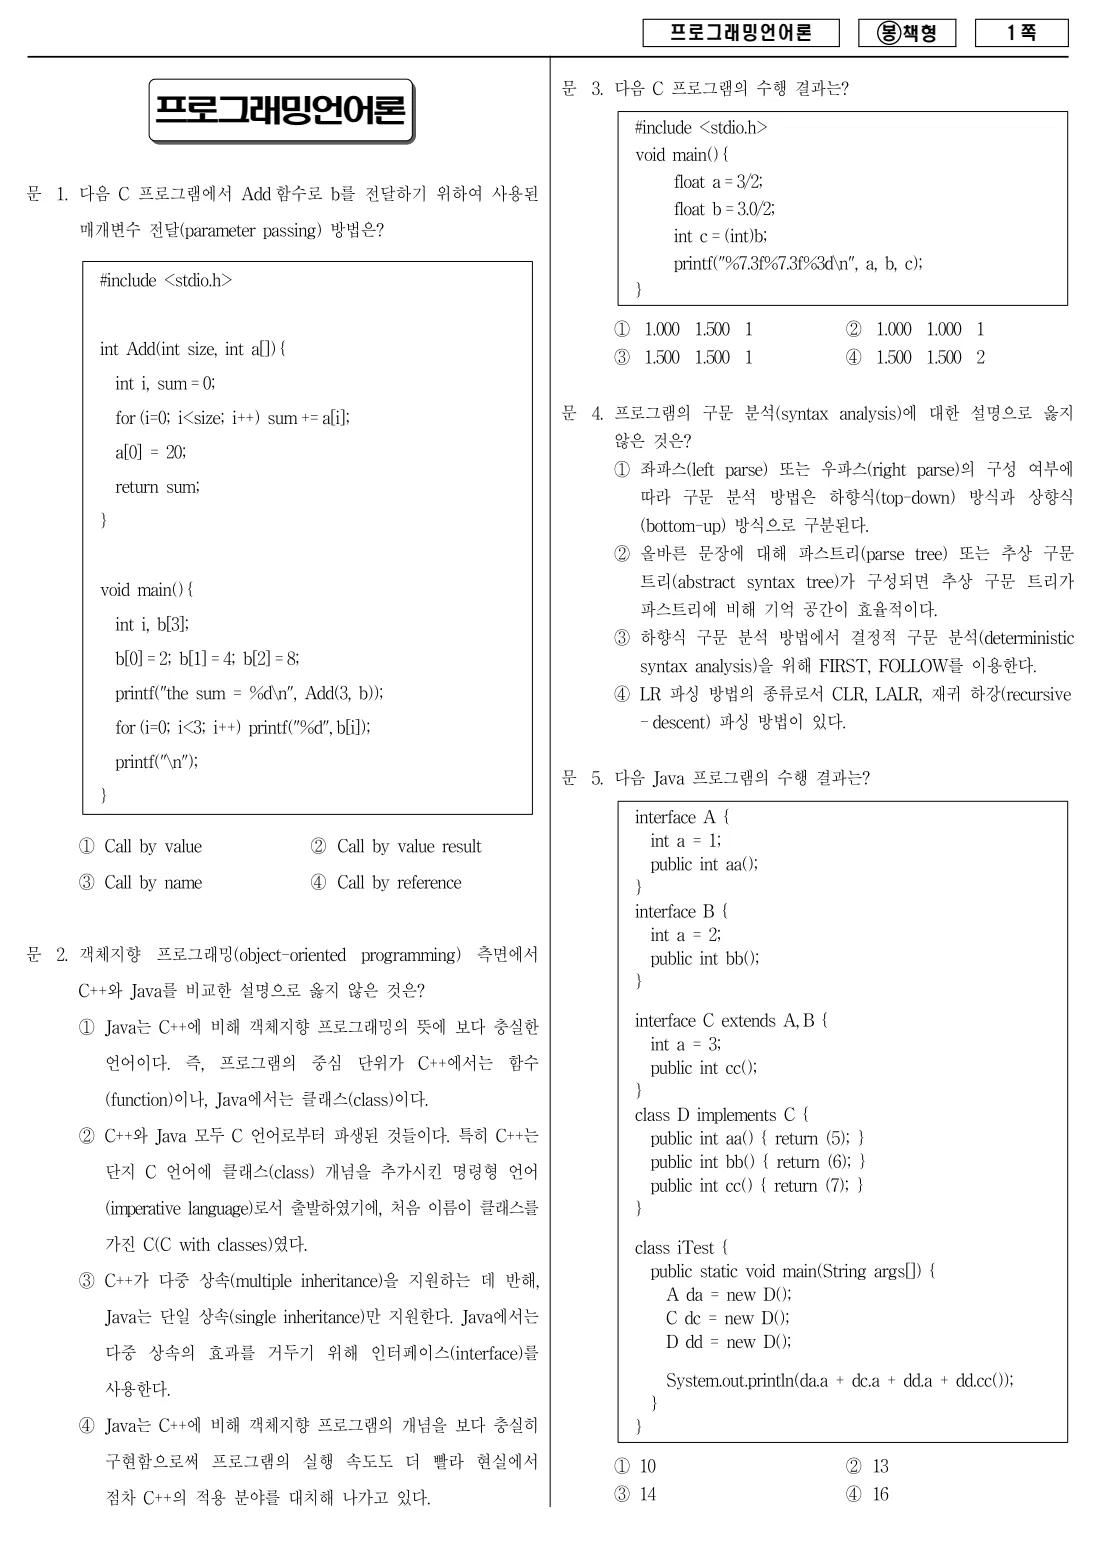 프로그래밍언어론
봉책형
1쪽
프로그래밍언어론
문 1. 다음 C 프로그램에서 Add 함수로 b를 전달하기 위하여 사용된
매개변수 전달(parameter passing) 방법은?
#include <stdio.h>
int Add(int size, int a[]) {
int i, sum = 0;
for (i=0; i<size; i++) sum += a[i];
a[0] = 20;
return sum;
}
void main() {
int i, b[3];
b[0] = 2; b[1] = 4; b[2] = 8;
printf("the sum = %d\n", Add(3, b));
for (i=0; i<3; i++) printf("%d", b[i]);
printf("\n");
}
① Call by value ② Call by value result
③ Call by name ④ Call by reference
문 2. 객체지향 프로그래밍(object-oriented programming) 측면에서
C++와 Java를 비교한 설명으로 옳지 않은 것은?
① Java는 C++에 비해 객체지향 프로그래밍의 뜻에 보다 충실한
언어이다. 즉, 프로그램의 중심 단위가 C++에서는 함수
(function)이나, Java에서는 클래스(class)이다.
② C++와 Java 모두 C 언어로부터 파생된 것들이다. 특히 C++는
단지 C 언어에 클래스(class) 개념을 추가시킨 명령형 언어
(imperative language)로서 출발하였기에, 처음 이름이 클래스를
가진 C(C with classes)였다.
③ C++가 다중 상속(multiple inheritance)을 지원하는 데 반해,
Java는 단일 상속(single inheritance)만 지원한다. Java에서는
다중 상속의 효과를 거두기 위해 인터페이스(interface)를
사용한다.
④ Java는 C++에 비해 객체지향 프로그램의 개념을 보다 충실히
구현함으로써 프로그램의 실행 속도도 더 빨라 현실에서
점차 C++의 적용 분야를 대치해 나가고 있다.
문 3. 다음 C 프로그램의 수행 결과는?
#include <stdio.h>
void main() {
float a = 3/2;
float b = 3.0/2;
int c = (int)b;
printf("%7.3f%7.3f%3d\n", a, b, c);
}
① 1.000 1.500 1 ② 1.000 1.000 1
③ 1.500 1.500 1 ④ 1.500 1.500 2
문 4. 프로그램의 구문 분석(syntax analysis)에 대한 설명으로 옳지
않은 것은?
① 좌파스(left parse) 또는 우파스(right parse)의 구성 여부에
따라 구문 분석 방법은 하향식(top-down) 방식과 상향식
(bottom-up) 방식으로 구분된다.
② 올바른 문장에 대해 파스트리(parse tree) 또는 추상 구문
트리(abstract syntax tree)가 구성되면 추상 구문 트리가
파스트리에 비해 기억 공간이 효율적이다.
③ 하향식 구문 분석 방법에서 결정적 구문 분석(deterministic
syntax analysis)을 위해 FIRST, FOLLOW를 이용한다.
④ LR 파싱 방법의 종류로서 CLR, LALR, 재귀 하강(recursive
-descent) 파싱 방법이 있다.
문 5. 다음 Java 프로그램의 수행 결과는?
interface A {
int a = 1;
public int aa();
}
interface B {
int a = 2;
public int bb();
}
interface C extends A, B {
int a = 3;
public int cc();
}
class D implements C {
public int aa() { return (5); }
public int bb() { return (6); }
public int cc() { return (7); }
}
class iTest {
public static void main(String args[]) {
A da = new D();
C dc = new D();
D dd = new D();
System.out.println(da.a + dc.a + dd.a + dd.cc());
}
}
① 10 ② 13
③ 14 ④ 16